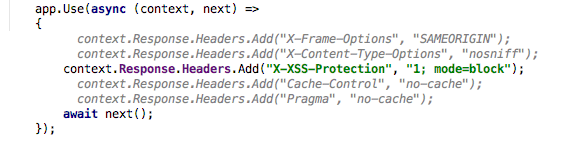 app.Use(async (context, next) =>
{
context.Response.Headers.Add("X-Frame-Options", "SAMEORIGIN");
context.Response.Headers.Add("X-Content-Type-Options", "nosniff");
context.Response.Headers.Add("X-XSS-Protection", "1; mode=block");
context.Response.Headers.Add("Cache-Control", "no-cache");
context.Response.Headers.Add("Pragma", "no-cache");
await next();
});